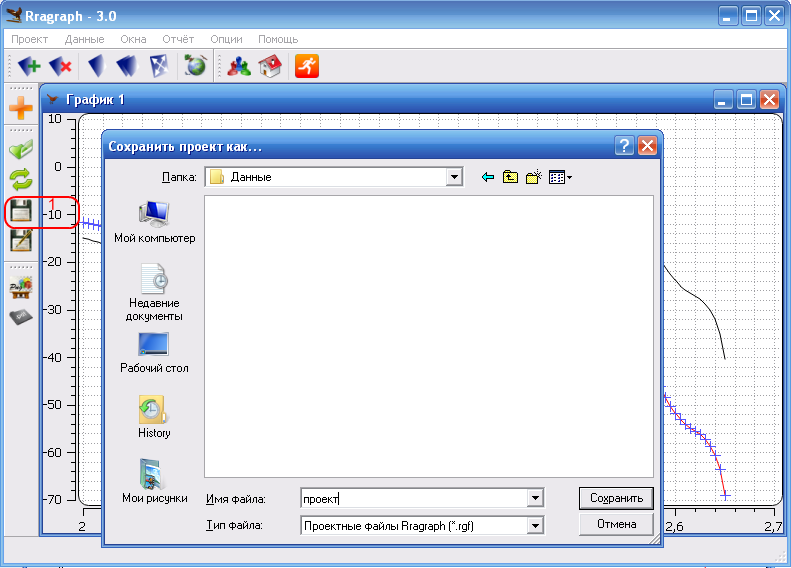 Rragraph - 3.0
Проект Данные Окна Отчёт Опции Помощь
График 1
10
0
-10
-20
-30
-40
-50
-60
-70
2
2,6
2,7
1
Сохранить проект как...
Папка: Данные
Мой компьютер
Недавние
документы
Рабочий стол
History
Мои рисунки
Имя файла: проект
Сохранить
Тип файла: Проектные файлы Rragraph (*.rgf)
Отмена